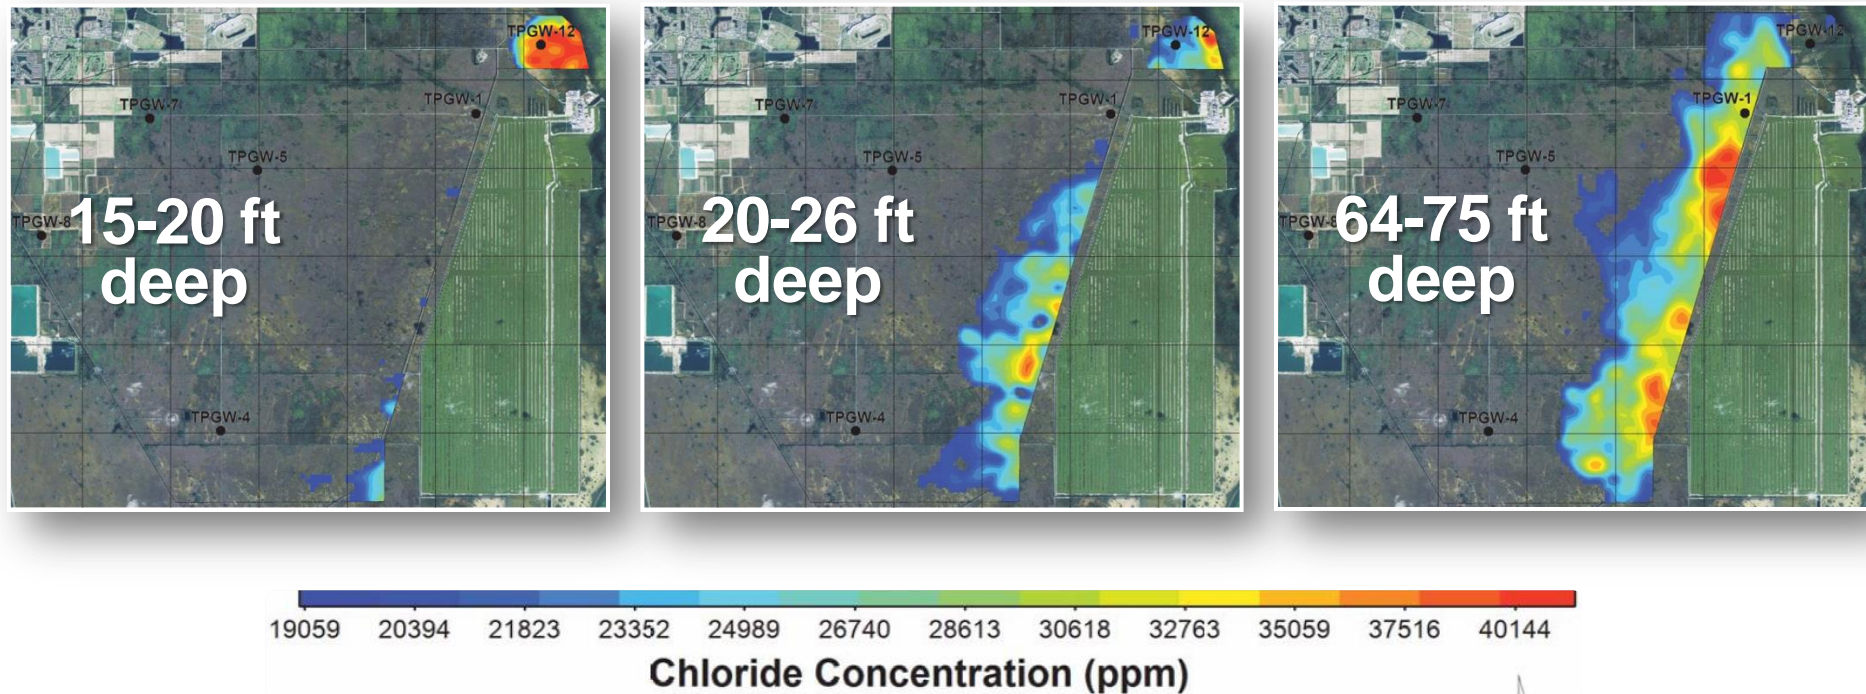 TPGW-12
TPGW-7
TPGW-1
TPGW-5
TPGW-8
15-20 ft
deep
TPGW-4
TPGW-12
TPGW-7
TPGW-1
TPGW-5
TPGW-8
20-26 ft
deep
TPGW-4
TPGW-12
TPGW-7
TPGW-1
TPGW-5
TPGW-8
64-75 ft
deep
TPGW-4
19059 20394 21823 23352 24989 26740 28613 30618 32763 35059 37516 40144
Chloride Concentration (ppm)